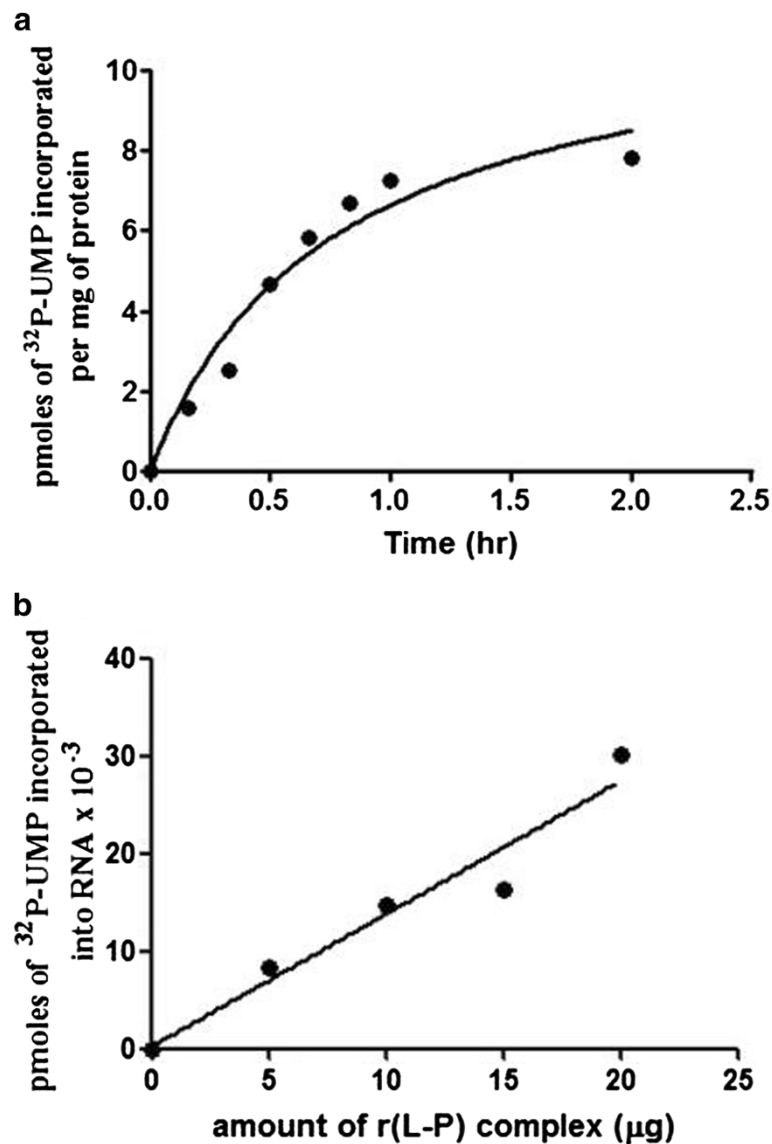 a
pmoles of ³²P-UMP incorporated
per mg of protein
10
8
6
4
2
0
0.0 0.5 1.0 1.5 2.0 2.5
Time (hr)
b
pmoles of ³²P-UMP incorporated
into RNA x 10⁻³
40
30
20
10
0
0 5 10 15 20 25
amount of r(L-P) complex (μg)